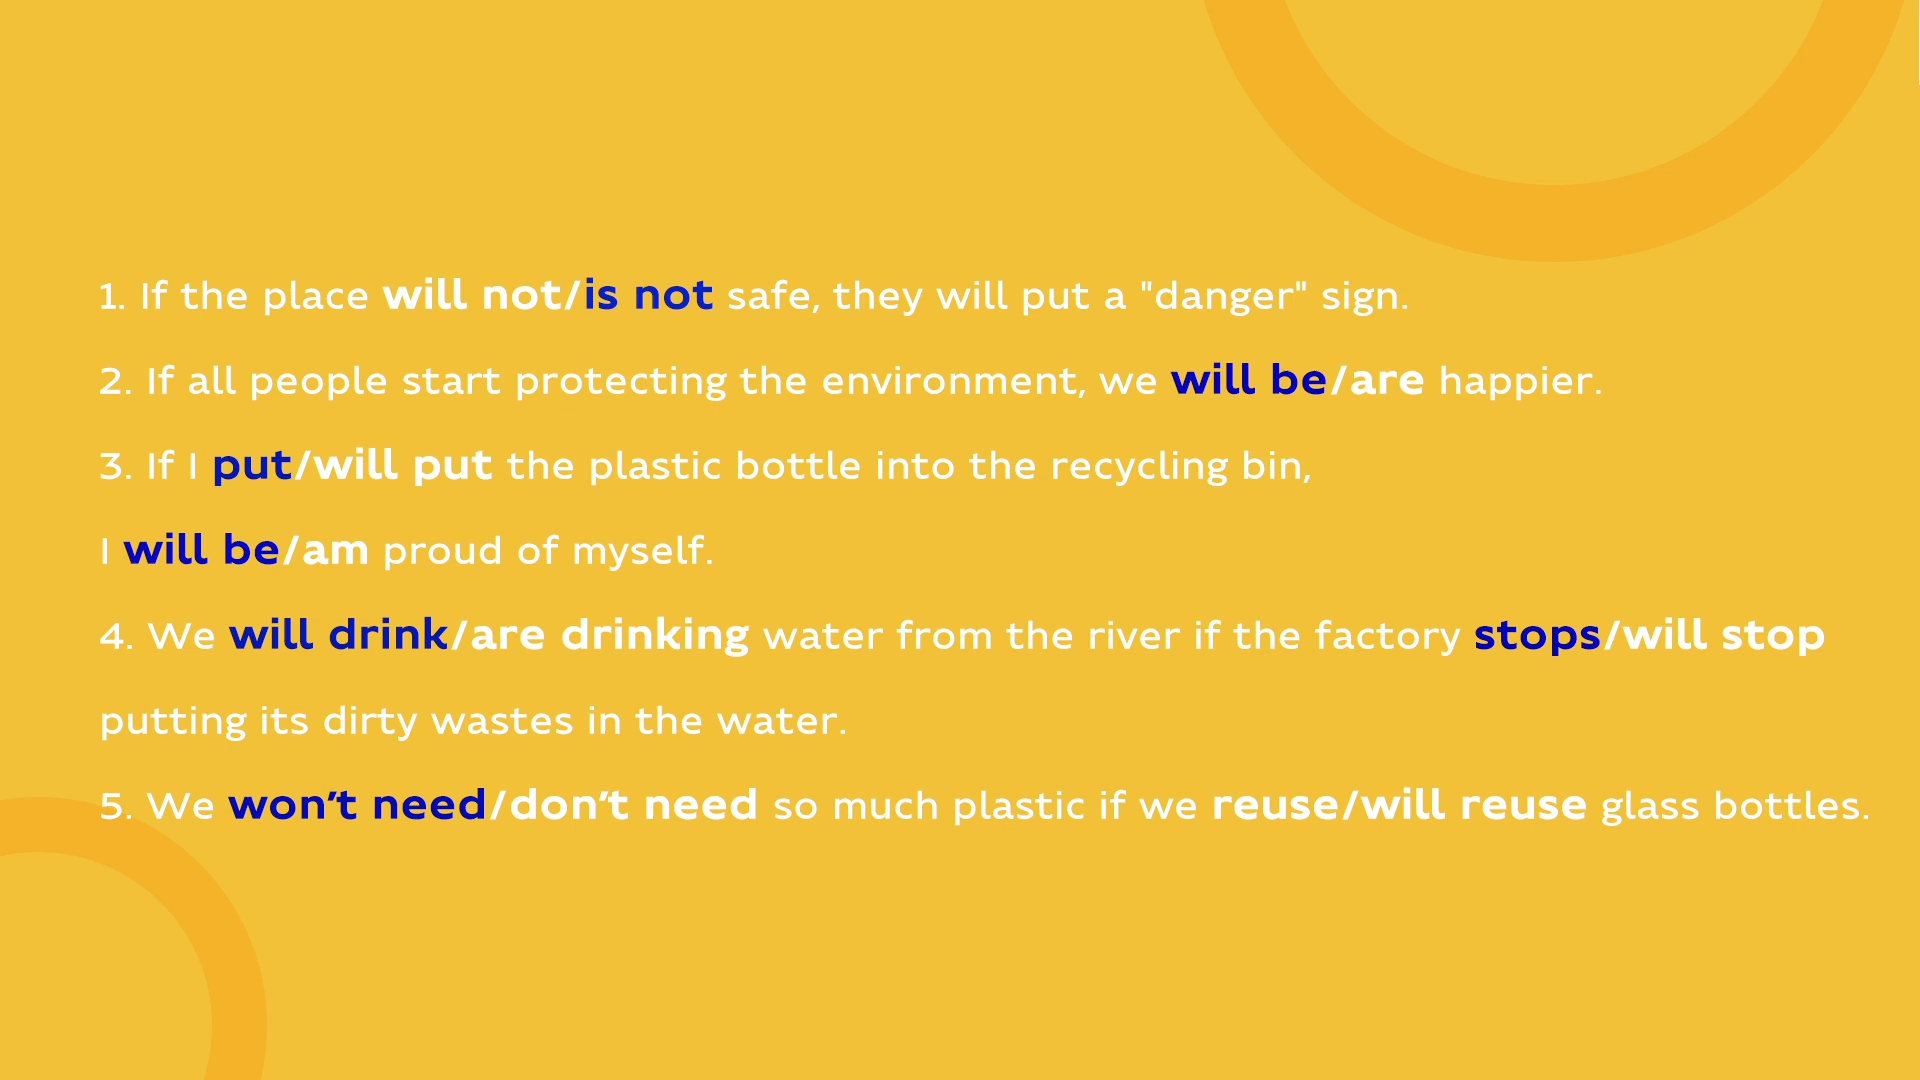 1. If the place will not/is not safe, they will put a "danger" sign.
2. If all people start protecting the environment, we will be/are happier.
3. If I put/will put the plastic bottle into the recycling bin,
I will be/am proud of myself.
4. We will drink/are drinking water from the river if the factory stops/will stop
putting its dirty wastes in the water.
5. We won’t need/don’t need so much plastic if we reuse/will reuse glass bottles.